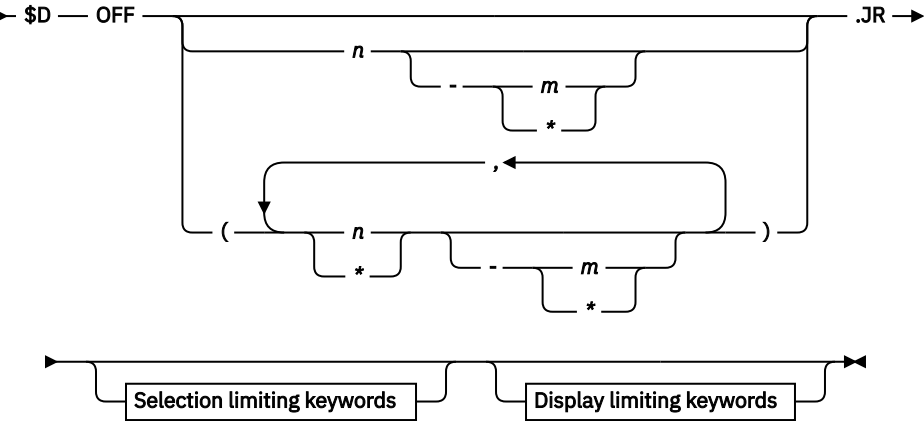 $D OFF .JR
n
- m
*
,
( n )
*
- m
*
Selection limiting keywords Display limiting keywords